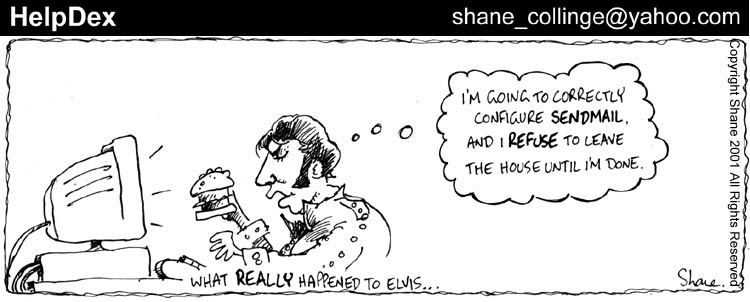 HelpDex
shane_collinge@yahoo.com
I'M GOING TO CORRECTLY
CONFIGURE SENDMAIL,
AND I REFUSE TO LEAVE
THE HOUSE UNTIL I'M DONE.
WHAT REALLY HAPPENED TO ELVIS...
Shane.
Copyright Shane 2001 All Rights Reserved